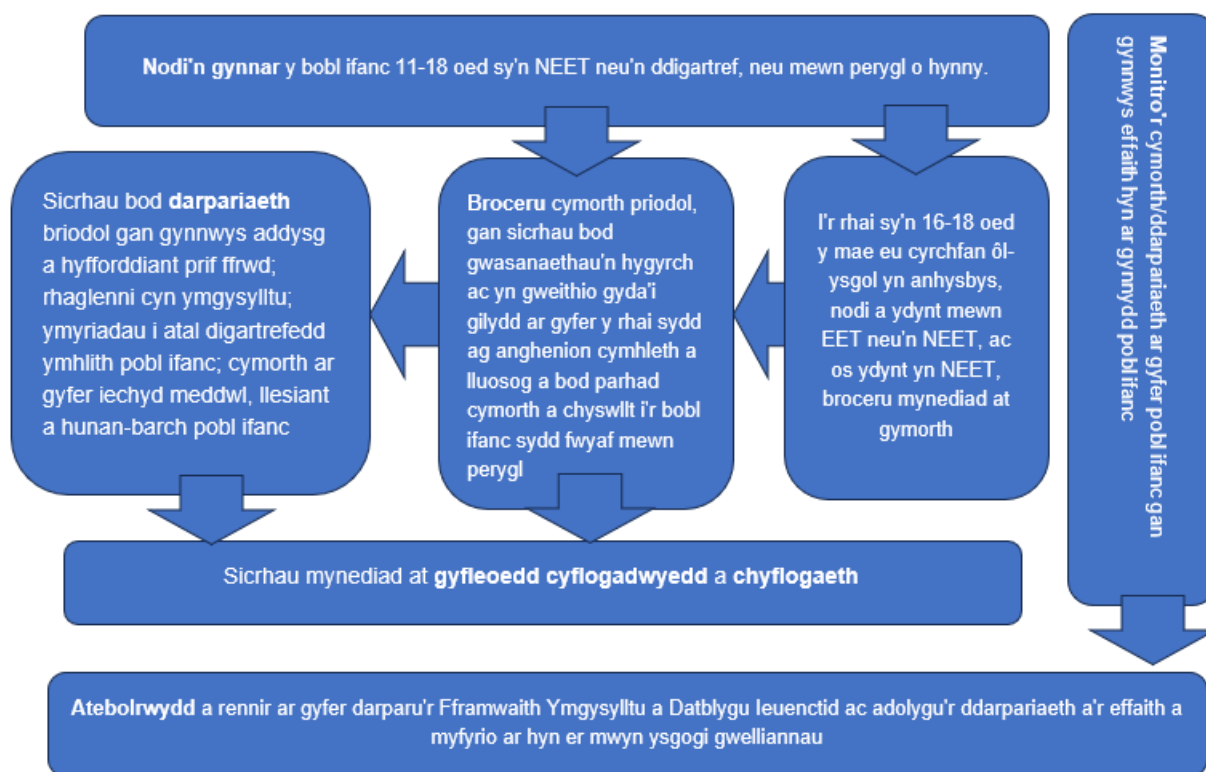 Nodi'n gynnar y bobl ifanc 11-18 oed sy'n NEET neu'n ddigartref, neu mewn perygl o hynny.
Sicrhau bod darpariaeth
briodol gan gynnwys addysg
a hyfforddiant prif ffrwd;
rhaglenni cyn ymgysylltu;
ymyriadau i atal digartrefedd
ymhlith pobl ifanc; cymorth ar
gyfer iechyd meddwl, llesiant
a hunan-barch pobl ifanc
Broceru cymorth priodol,
gan sicrhau bod
gwasanaethau'n hygyrch
ac yn gweithio gyda'i
gilydd ar gyfer y rhai sydd
ag anghenion cymhleth a
lluosog a bod parhad
cymorth a chyswllt i'r bobl
ifanc sydd fwyaf mewn
perygl
I'r rhai sy'n 16-18 oed
y mae eu cyrchfan ôl-
ysgol yn anhysbys,
nodi a ydynt mewn
EET neu'n NEET, ac
os ydynt yn NEET,
broceru mynediad at
gymorth
Sicrhau mynediad at gyfleoedd cyflogadwyedd a chyflogaeth
Monitro'r cymorth/ddarpariaeth ar gyfer pobl ifanc gan
gynnwys effaith hyn ar gynnydd pobl ifanc
Atebolrwydd a rennir ar gyfer darparu'r Fframwaith Ymgysylltu a Datblygu Ieuenctid ac adolygu'r ddarpariaeth a'r effaith a
myfyrio ar hyn er mwyn ysgogi gwelliannau